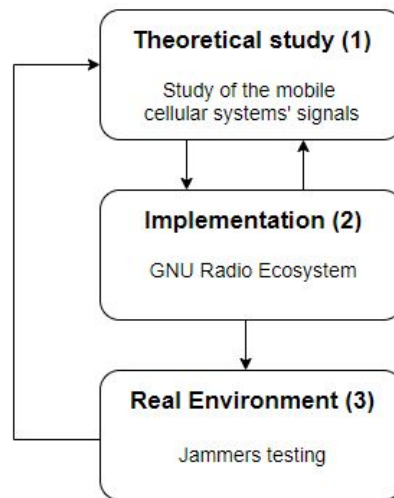 Theoretical study (1)
Study of the mobile
cellular systems' signals
Implementation (2)
GNU Radio Ecosystem
Real Environment (3)
Jammers testing